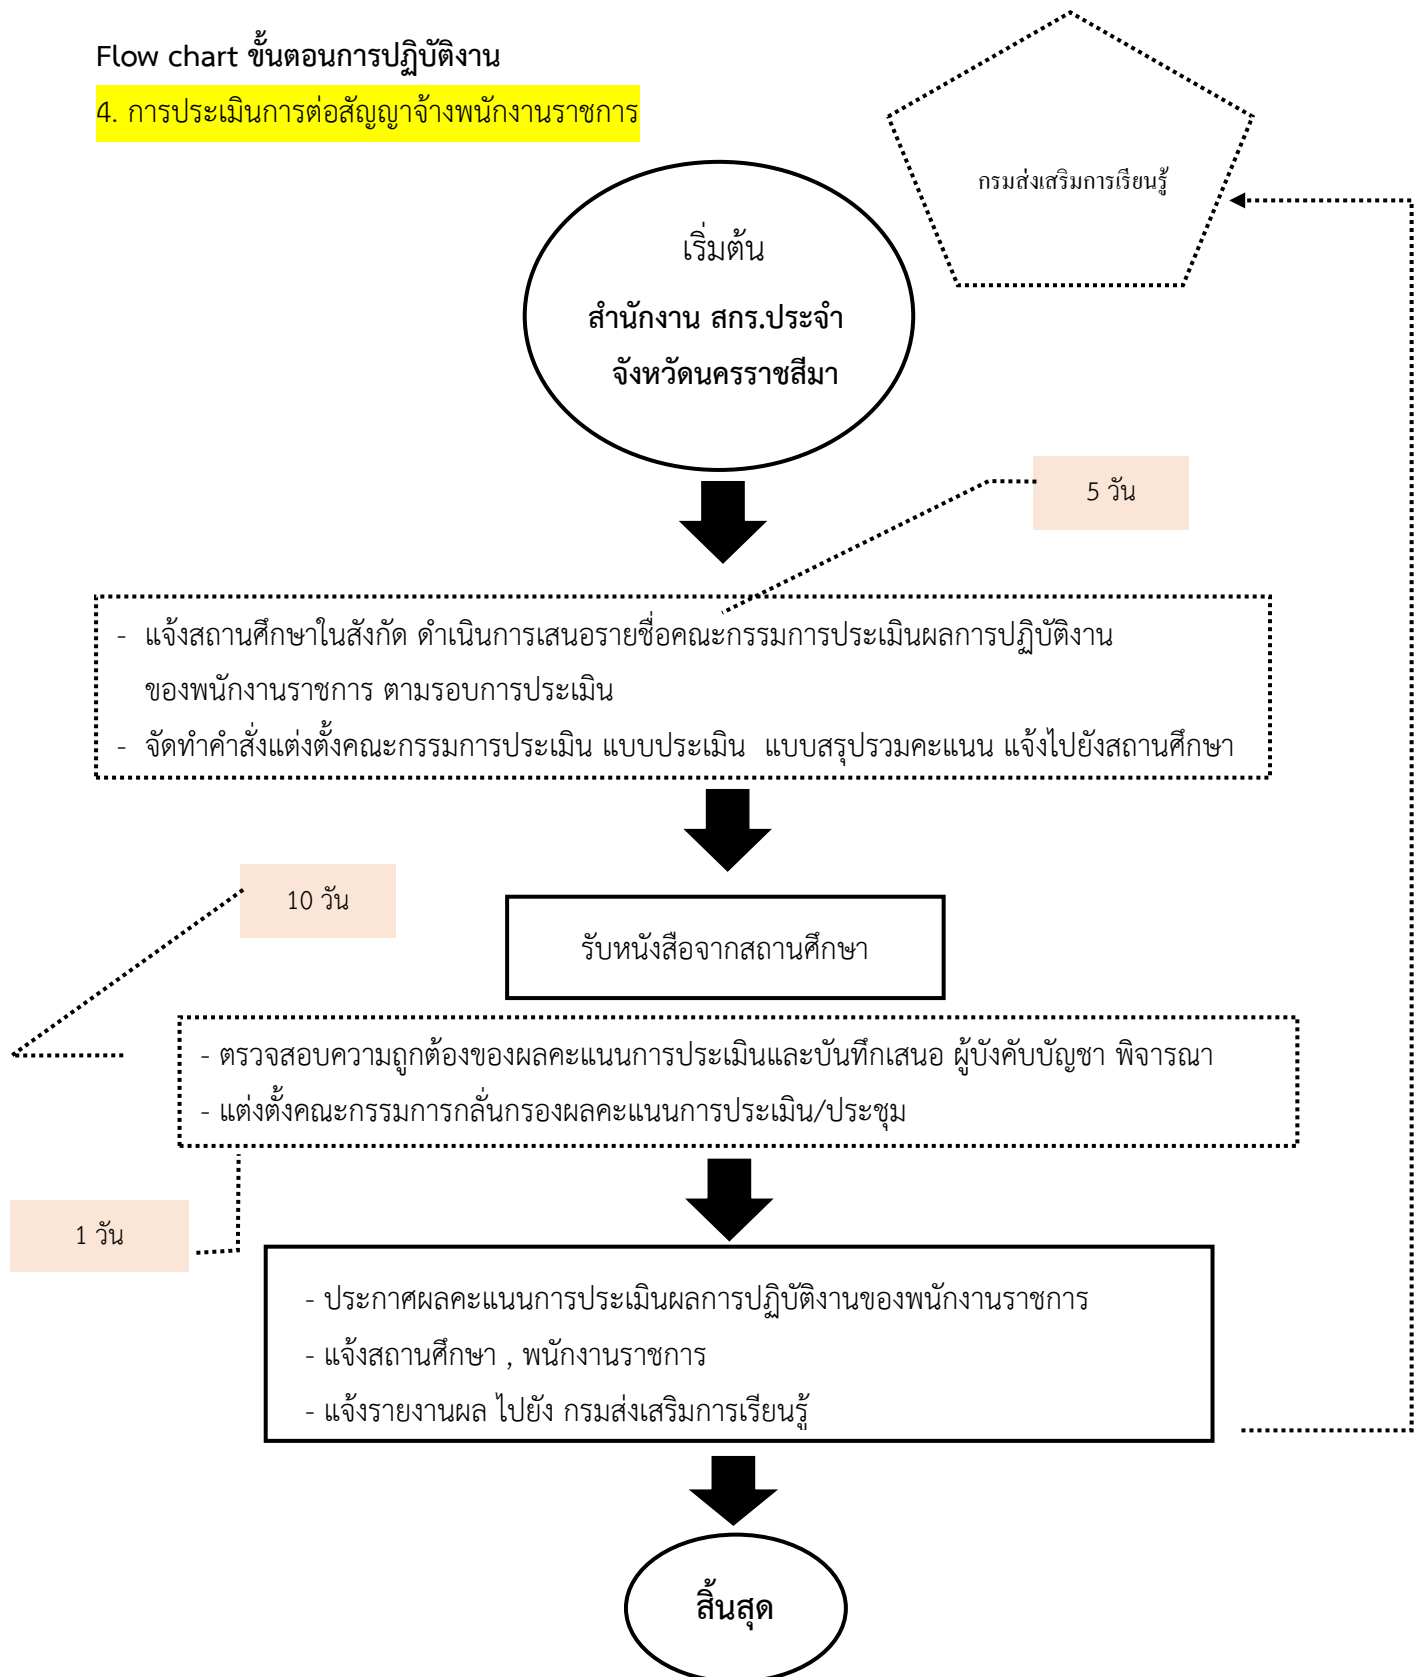 Flow chart ขั้นตอนการปฏิบัติงาน
4. การประเมินการต่อสัญญาจ้างพนักงานราชการ
กรมส่งเสริมการเรียนรู้
เริ่มต้น
สำนักงาน สกร.ประจำ
จังหวัดนครราชสีมา
5 วัน
- แจ้งสถานศึกษาในสังกัด ดำเนินการเสนอรายชื่อคณะกรรมการประเมินผลการปฏิบัติงาน
ของพนักงานราชการ ตามรอบการประเมิน
- จัดทำคำสั่งแต่งตั้งคณะกรรมการประเมิน แบบประเมิน แบบสรุปรวมคะแนน แจ้งไปยังสถานศึกษา
10 วัน
รับหนังสือจากสถานศึกษา
- ตรวจสอบความถูกต้องของผลคะแนนการประเมินและบันทึกเสนอ ผู้บังคับบัญชา พิจารณา
- แต่งตั้งคณะกรรมการกลั่นกรองผลคะแนนการประเมิน/ประชุม
1 วัน
- ประกาศผลคะแนนการประเมินผลการปฏิบัติงานของพนักงานราชการ
- แจ้งสถานศึกษา , พนักงานราชการ
- แจ้งรายงานผล ไปยัง กรมส่งเสริมการเรียนรู้
สิ้นสุด